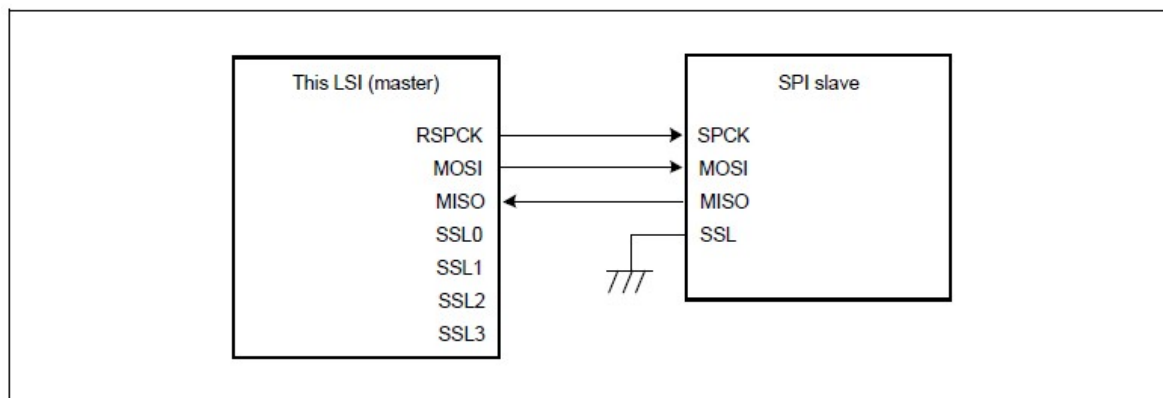 This LSI (master)
RSPCK
MOSI
MISO
SSL0
SSL1
SSL2
SSL3
SPI slave
SPCK
MOSI
MISO
SSL